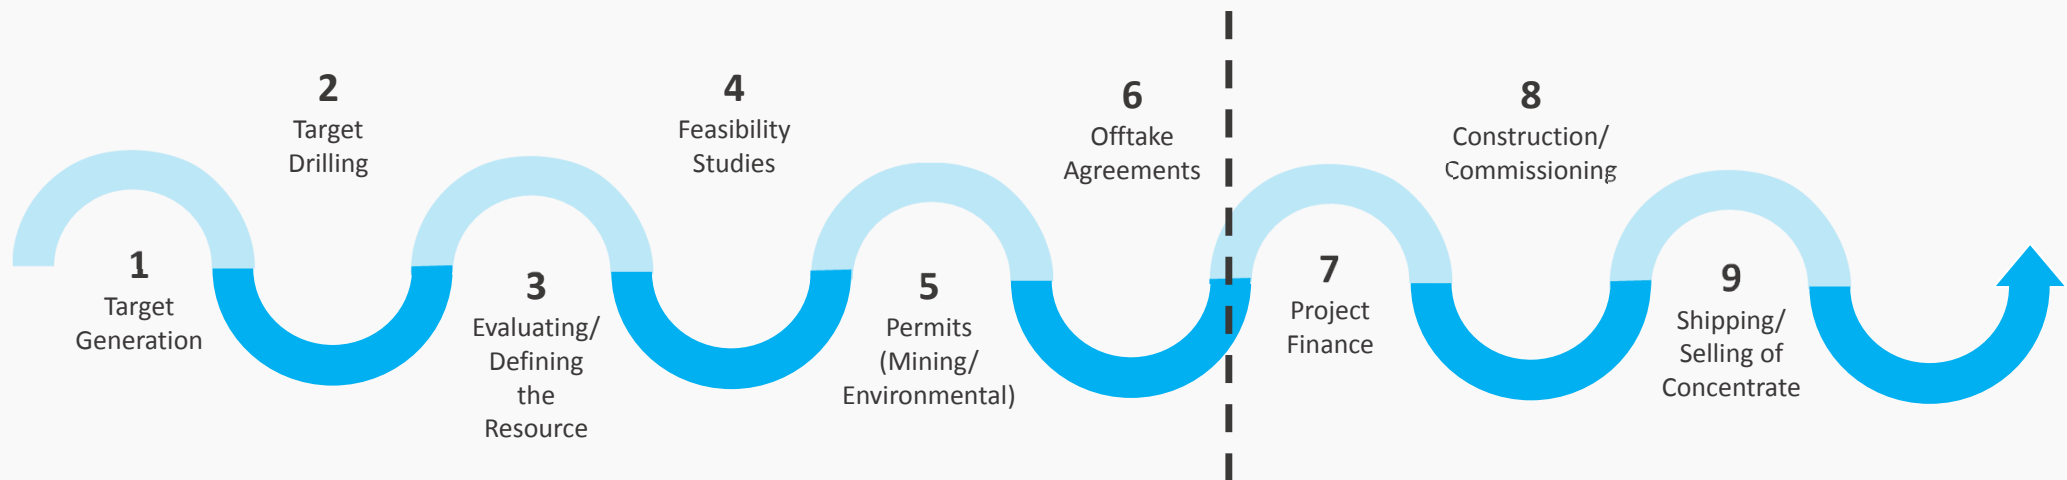 1
Target
Generation
2
Target
Drilling
3
Evaluating/
Defining
the
Resource
4
Feasibility
Studies
5
Permits
(Mining/
Environmental)
6
Offtake
Agreements
7
Project
Finance
8
Construction/
Commissioning
9
Shipping/
Selling of
Concentrate